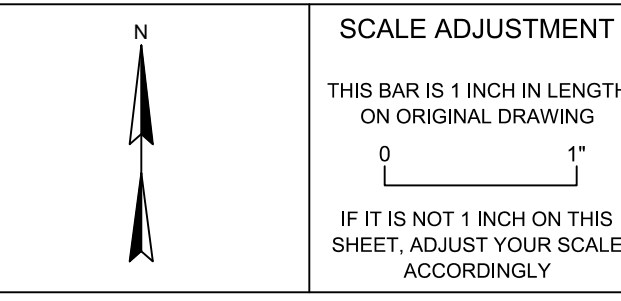 N
SCALE ADJUSTMENT
THIS BAR IS 1 INCH IN LENGTH
ON ORIGINAL DRAWING
0 1"
IF IT IS NOT 1 INCH ON THIS
SHEET, ADJUST YOUR SCALE
ACCORDINGLY